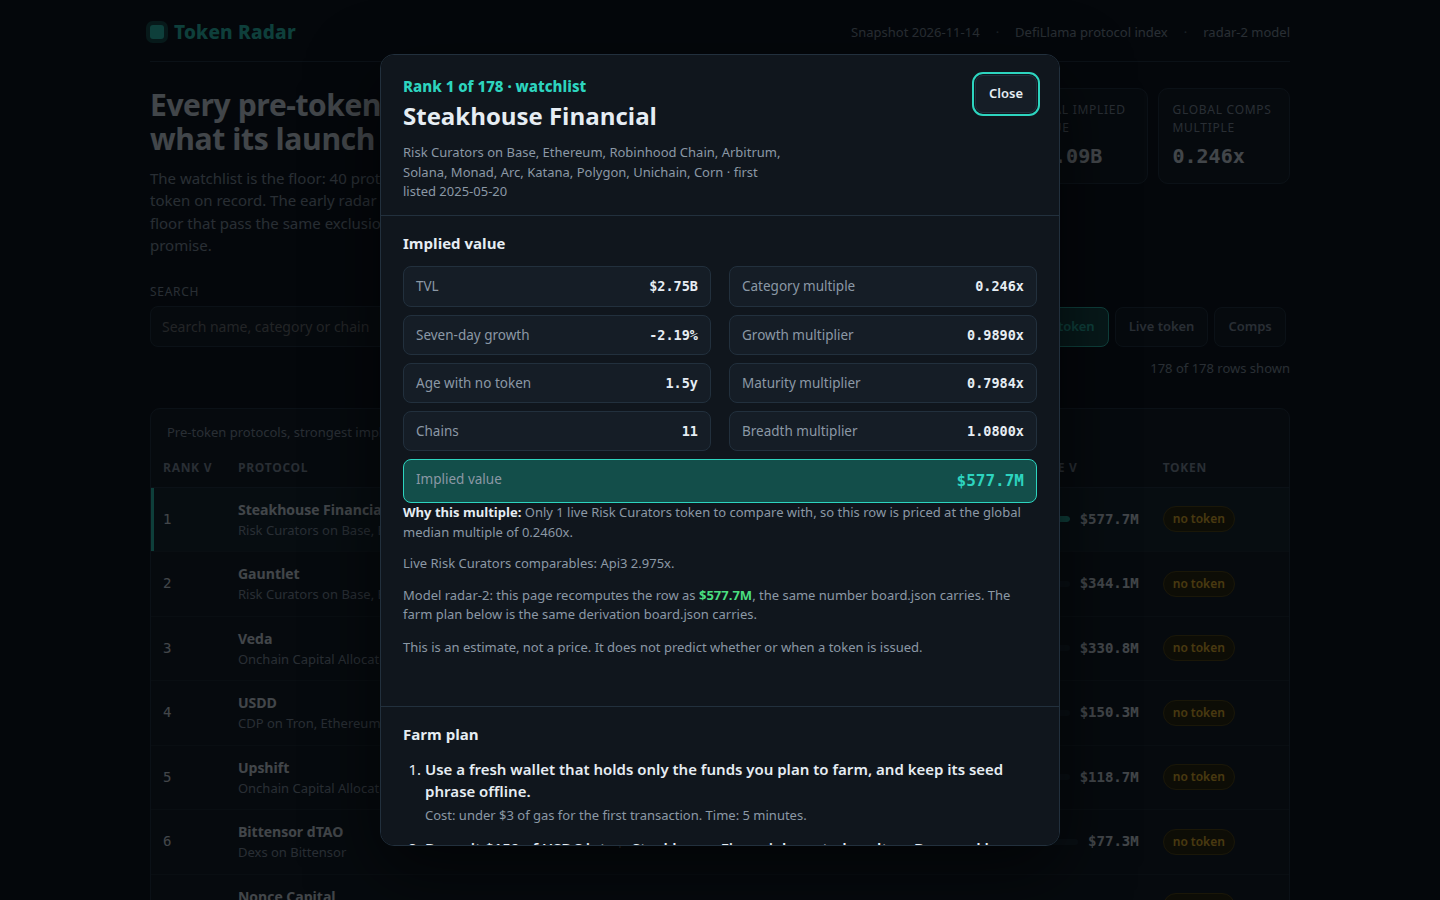 Token Radar
Snapshot 2026-11-14 · DefiLlama protocol index · radar-2 model
Every pre-token
what its launch
The watchlist is the floor: 40
token on record. The early radar
floor that pass the same
promise.
VALUE
.09B
GLOBAL COMPS
MULTIPLE
0.246x
SEARCH
Search name, category or chain
token
Live token
Comps
178 of 178 rows shown
Pre-token protocols, strongest
RANK V
PROTOCOL
TOKEN
1
Steakhouse
Risk Curators on Base,
$577.7M
no token
2
Gauntlet
Risk Curators on Base,
$344.1M
no token
3
Veda
Onchain Capital
$330.8M
no token
4
USDD
CDP on Tron, Ethereum
$150.3M
no token
5
Upshift
Onchain Capital
$118.7M
no token
6
Bittensor dTAO
Dexs on Bittensor
$77.3M
no token
Nonce Capital
Rank 1 of 178 · watchlist
Steakhouse Financial
Close
Risk Curators on Base, Ethereum, Robinhood Chain, Arbitrum,
Solana, Monad, Arc, Katana, Polygon, Unichain, Corn · first
listed 2025-05-20
Implied value
TVL $2.75B
Category multiple 0.246x
Seven-day growth -2.19%
Growth multiplier 0.9890x
Age with no token 1.5y
Maturity multiplier 0.7984x
Chains 11
Breadth multiplier 1.0800x
Implied value $577.7M
Why this multiple: Only 1 live Risk Curators token to compare with, so this row is priced at the global
median multiple of 0.2460x.
Live Risk Curators comparables: Api3 2.975x.
Model radar-2: this page recomputes the row as $577.7M, the same number board.json carries. The
farm plan below is the same derivation board.json carries.
This is an estimate, not a price. It does not predict whether or when a token is issued.
Farm plan
1. Use a fresh wallet that holds only the funds you plan to farm, and keep its seed
phrase offline.
Cost: under $3 of gas for the first transaction. Time: 5 minutes.